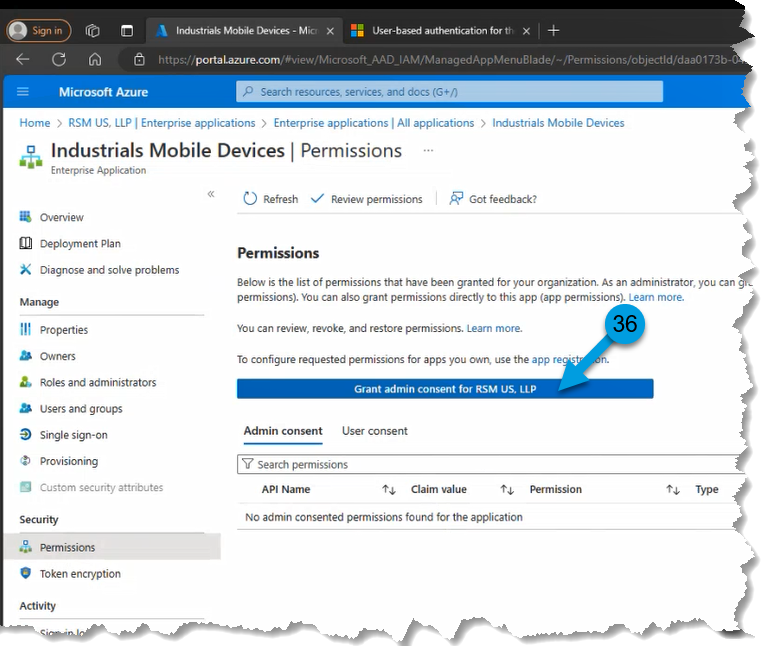 Sign in
Industrials Mobile Devices - Micr
User-based authentication for th
https://portal.azure.com/#view/Microsoft_AAD_IAM/ManagedAppMenuBlade/~/Permissions/objectId/daa0173b-04
Microsoft Azure
Search resources, services, and docs (G+/)
Home > RSM US, LLP | Enterprise applications > Enterprise applications | All applications > Industrials Mobile Devices
Industrials Mobile Devices | Permissions ...
Enterprise Application
«
Refresh
Review permissions
Got feedback?
Overview
Deployment Plan
Diagnose and solve problems
Manage
Properties
Owners
Roles and administrators
Users and groups
Single sign-on
Provisioning
Custom security attributes
Security
Permissions
Token encryption
Activity
Sign-in lo
Permissions
Below is the list of permissions that have been granted for your organization. As an administrator, you can gr
permissions). You can also grant permissions directly to this app (app permissions). Learn more.
You can review, revoke, and restore permissions. Learn more.
36
To configure requested permissions for apps you own, use the app registration.
Grant admin consent for RSM US, LLP
Admin consent
User consent
Search permissions
API Name
Claim value
Permission
Type
No admin consented permissions found for the application